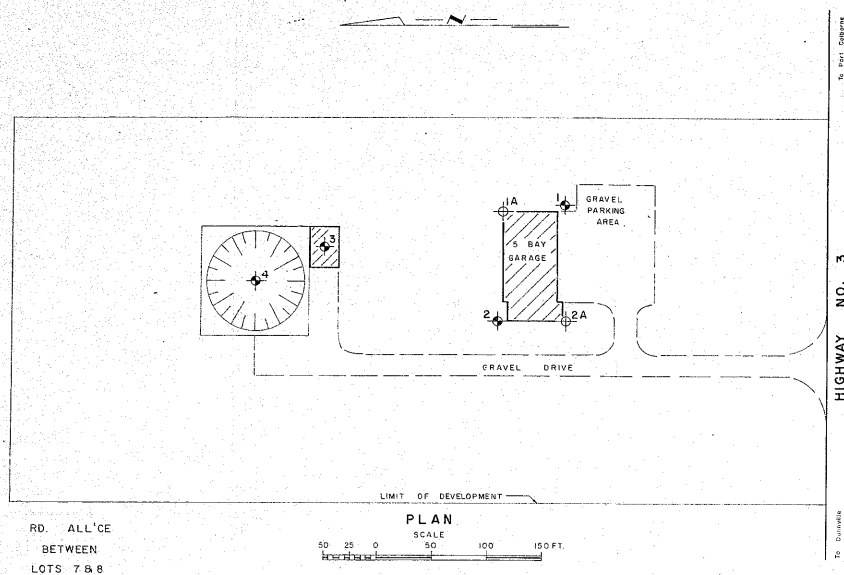 N
To Port Colborne
1A
1
GRAVEL
PARKING
AREA
5 BAY
GARAGE
3
4
2
2A
HIGHWAY NO. 3
GRAVEL DRIVE
LIMIT OF DEVELOPMENT
To Dunnville
RD. ALL'CE
BETWEEN
LOTS 7 & 8
PLAN
SCALE
50 25 0 50 100 150 FT.